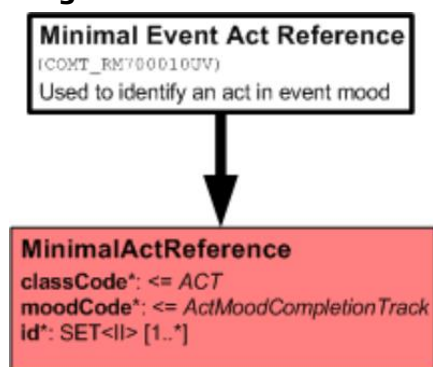 Minimal Event Act Reference
(COMT_RM700010UV)
Used to identify an act in event mood
MinimalActReference
classCode*: <= ACT
moodCode*: <= ActMoodCompletionTrack
id*: SET<II> [1..*]